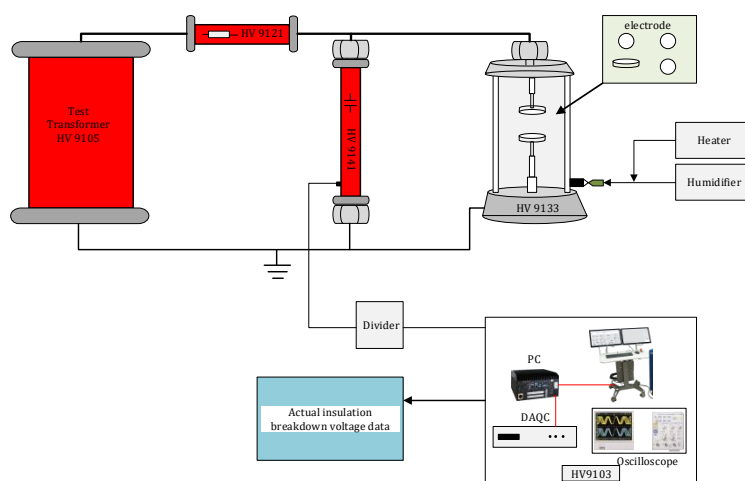 electrode
HV 9121
Test
Transformer
HV 9105
HV 9141
Heater
Humidifier
HV 9133
Divider
PC
DAQC
Oscilloscope
HV9103
Actual insulation
breakdown voltage data